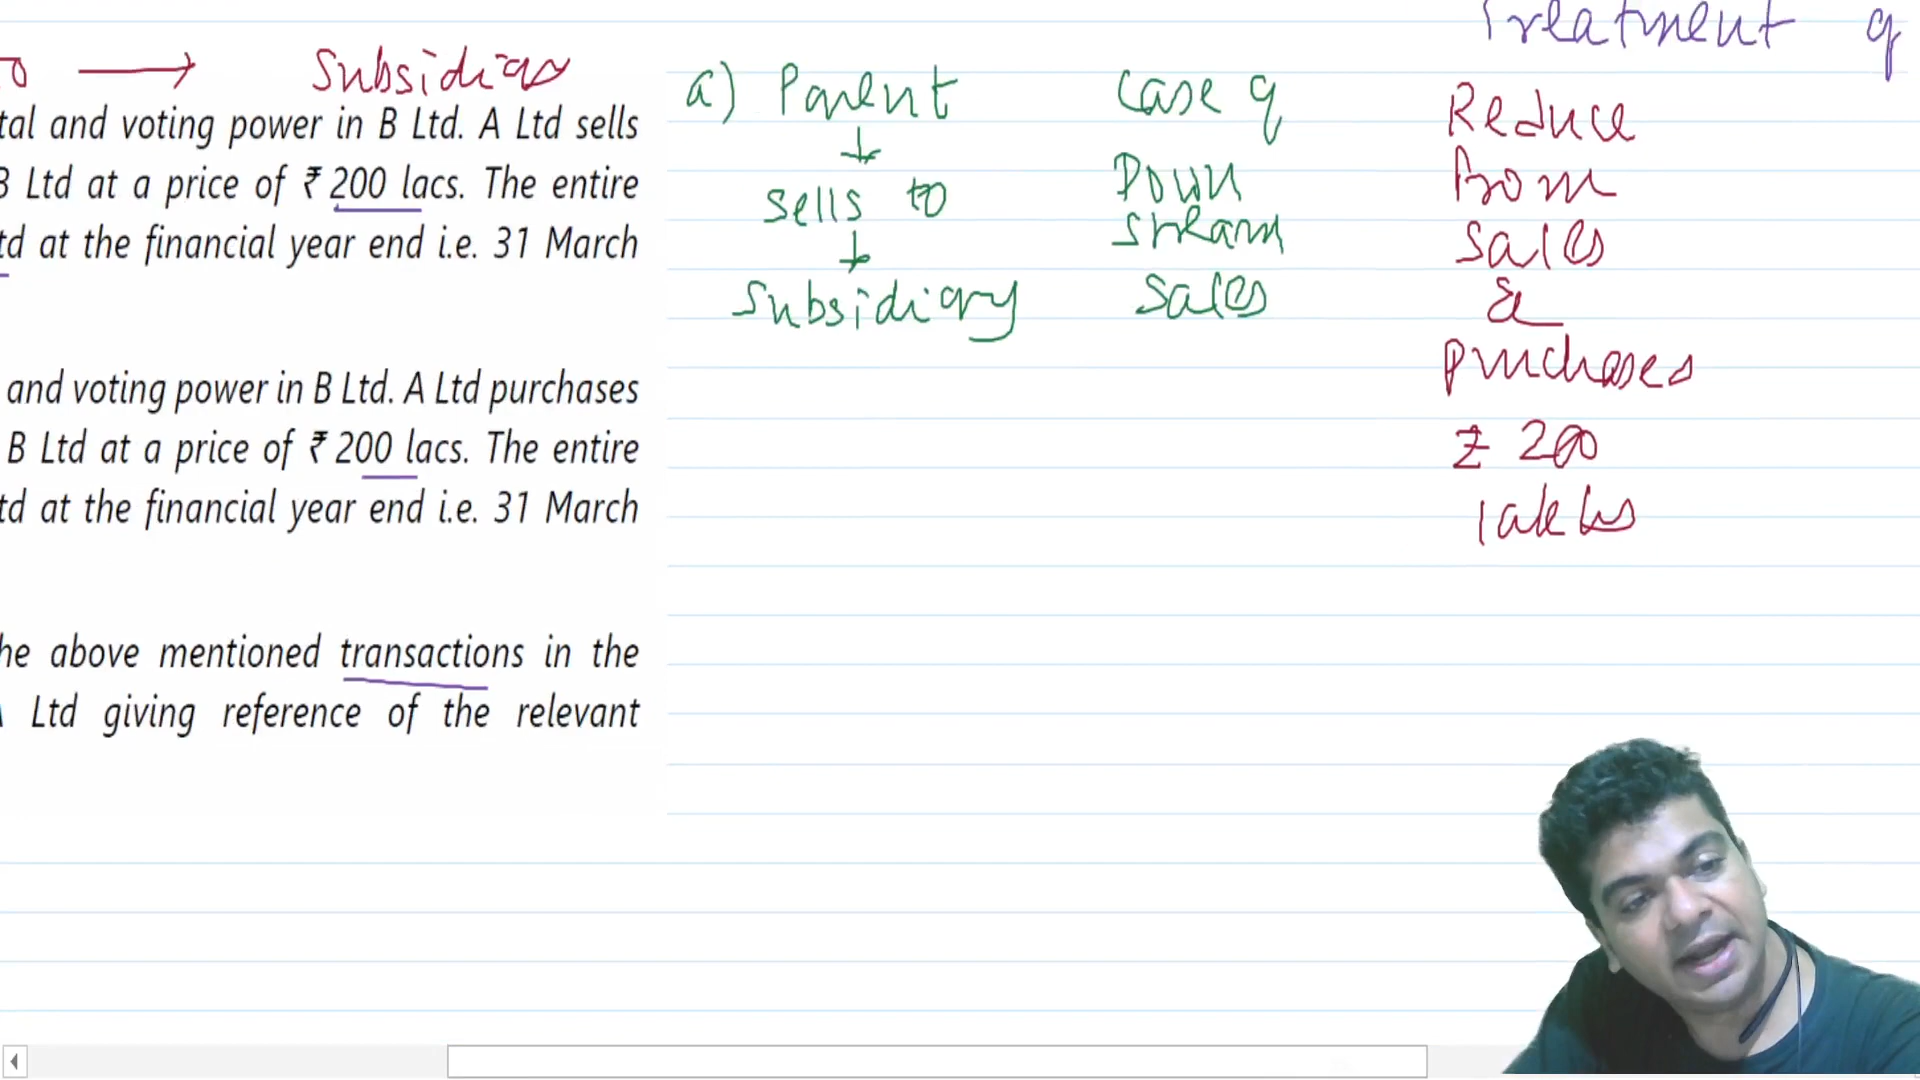 Treatment of
→ Subsidiary
tal and voting power in B Ltd. A Ltd sells
B Ltd at a price of ₹ 200 lacs. The entire
td at the financial year end i.e. 31 March
and voting power in B Ltd. A Ltd purchases
B Ltd at a price of ₹ 200 lacs. The entire
td at the financial year end i.e. 31 March
he above mentioned transactions in the
Ltd giving reference of the relevant
a) Parent
↓
sells to
↓
Subsidiary
Case of
Down
stream
Sales
Reduce
from
Sales
&
purchases
₹ 200
lakhs